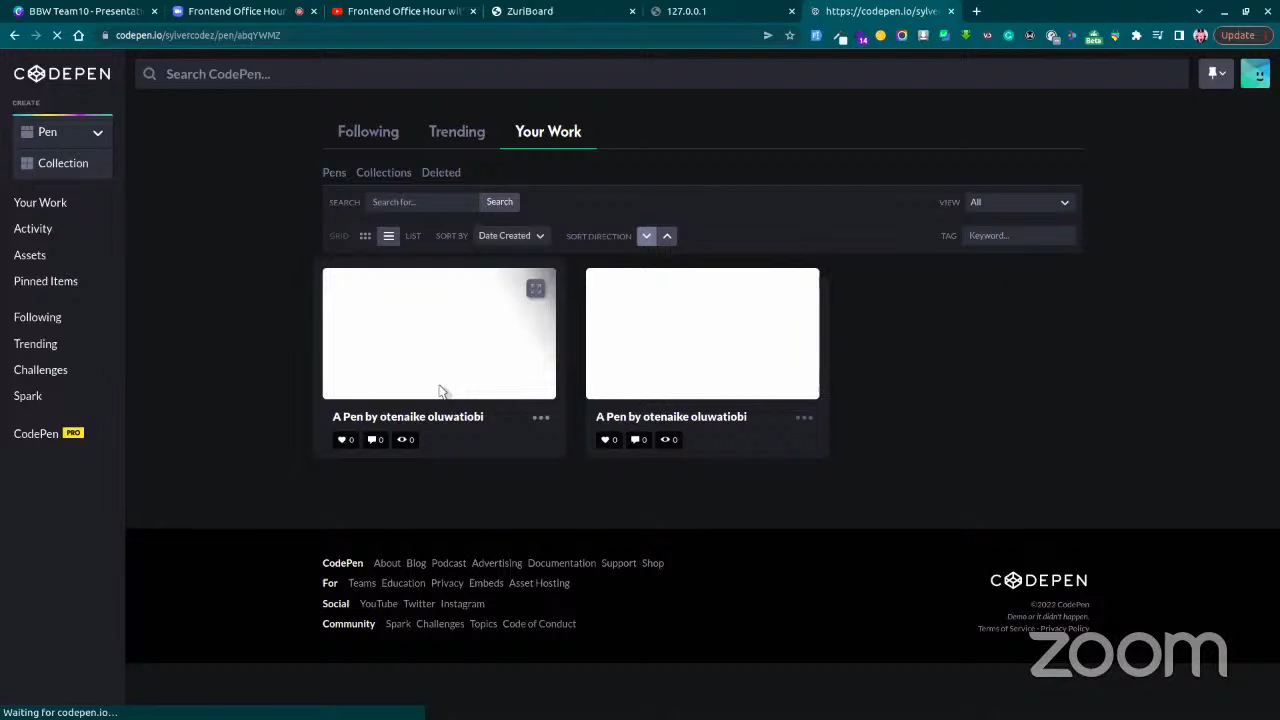 BBW Team10 - Presentati
Frontend Office Hour
Frontend Office Hour wit
ZuriBoard
127.0.0.1
https://codepen.io/sylver
codepen.io/sylvercodez/pen/abqYWMZ
14
Beta
Update
CODEPEN
Search CodePen...
CREATE
Pen
Collection
Your Work
Activity
Assets
Pinned Items
Following
Trending
Challenges
Spark
CodePen PRO
Following Trending Your Work
Pens Collections Deleted
SEARCH Search for... Search VIEW All
GRID LIST SORT BY Date Created SORT DIRECTION TAG Keyword...
A Pen by otenaike oluwatiobi
0 0 0
A Pen by otenaike oluwatiobi
0 0 0
CodePen About Blog Podcast Advertising Documentation Support Shop
For Teams Education Privacy Embeds Asset Hosting
Social YouTube Twitter Instagram
Community Spark Challenges Topics Code of Conduct
CODEPEN
©2022 CodePen
Demo or it didn't happen.
Terms of Service · Privacy Policy
zoom
Waiting for codepen.io...